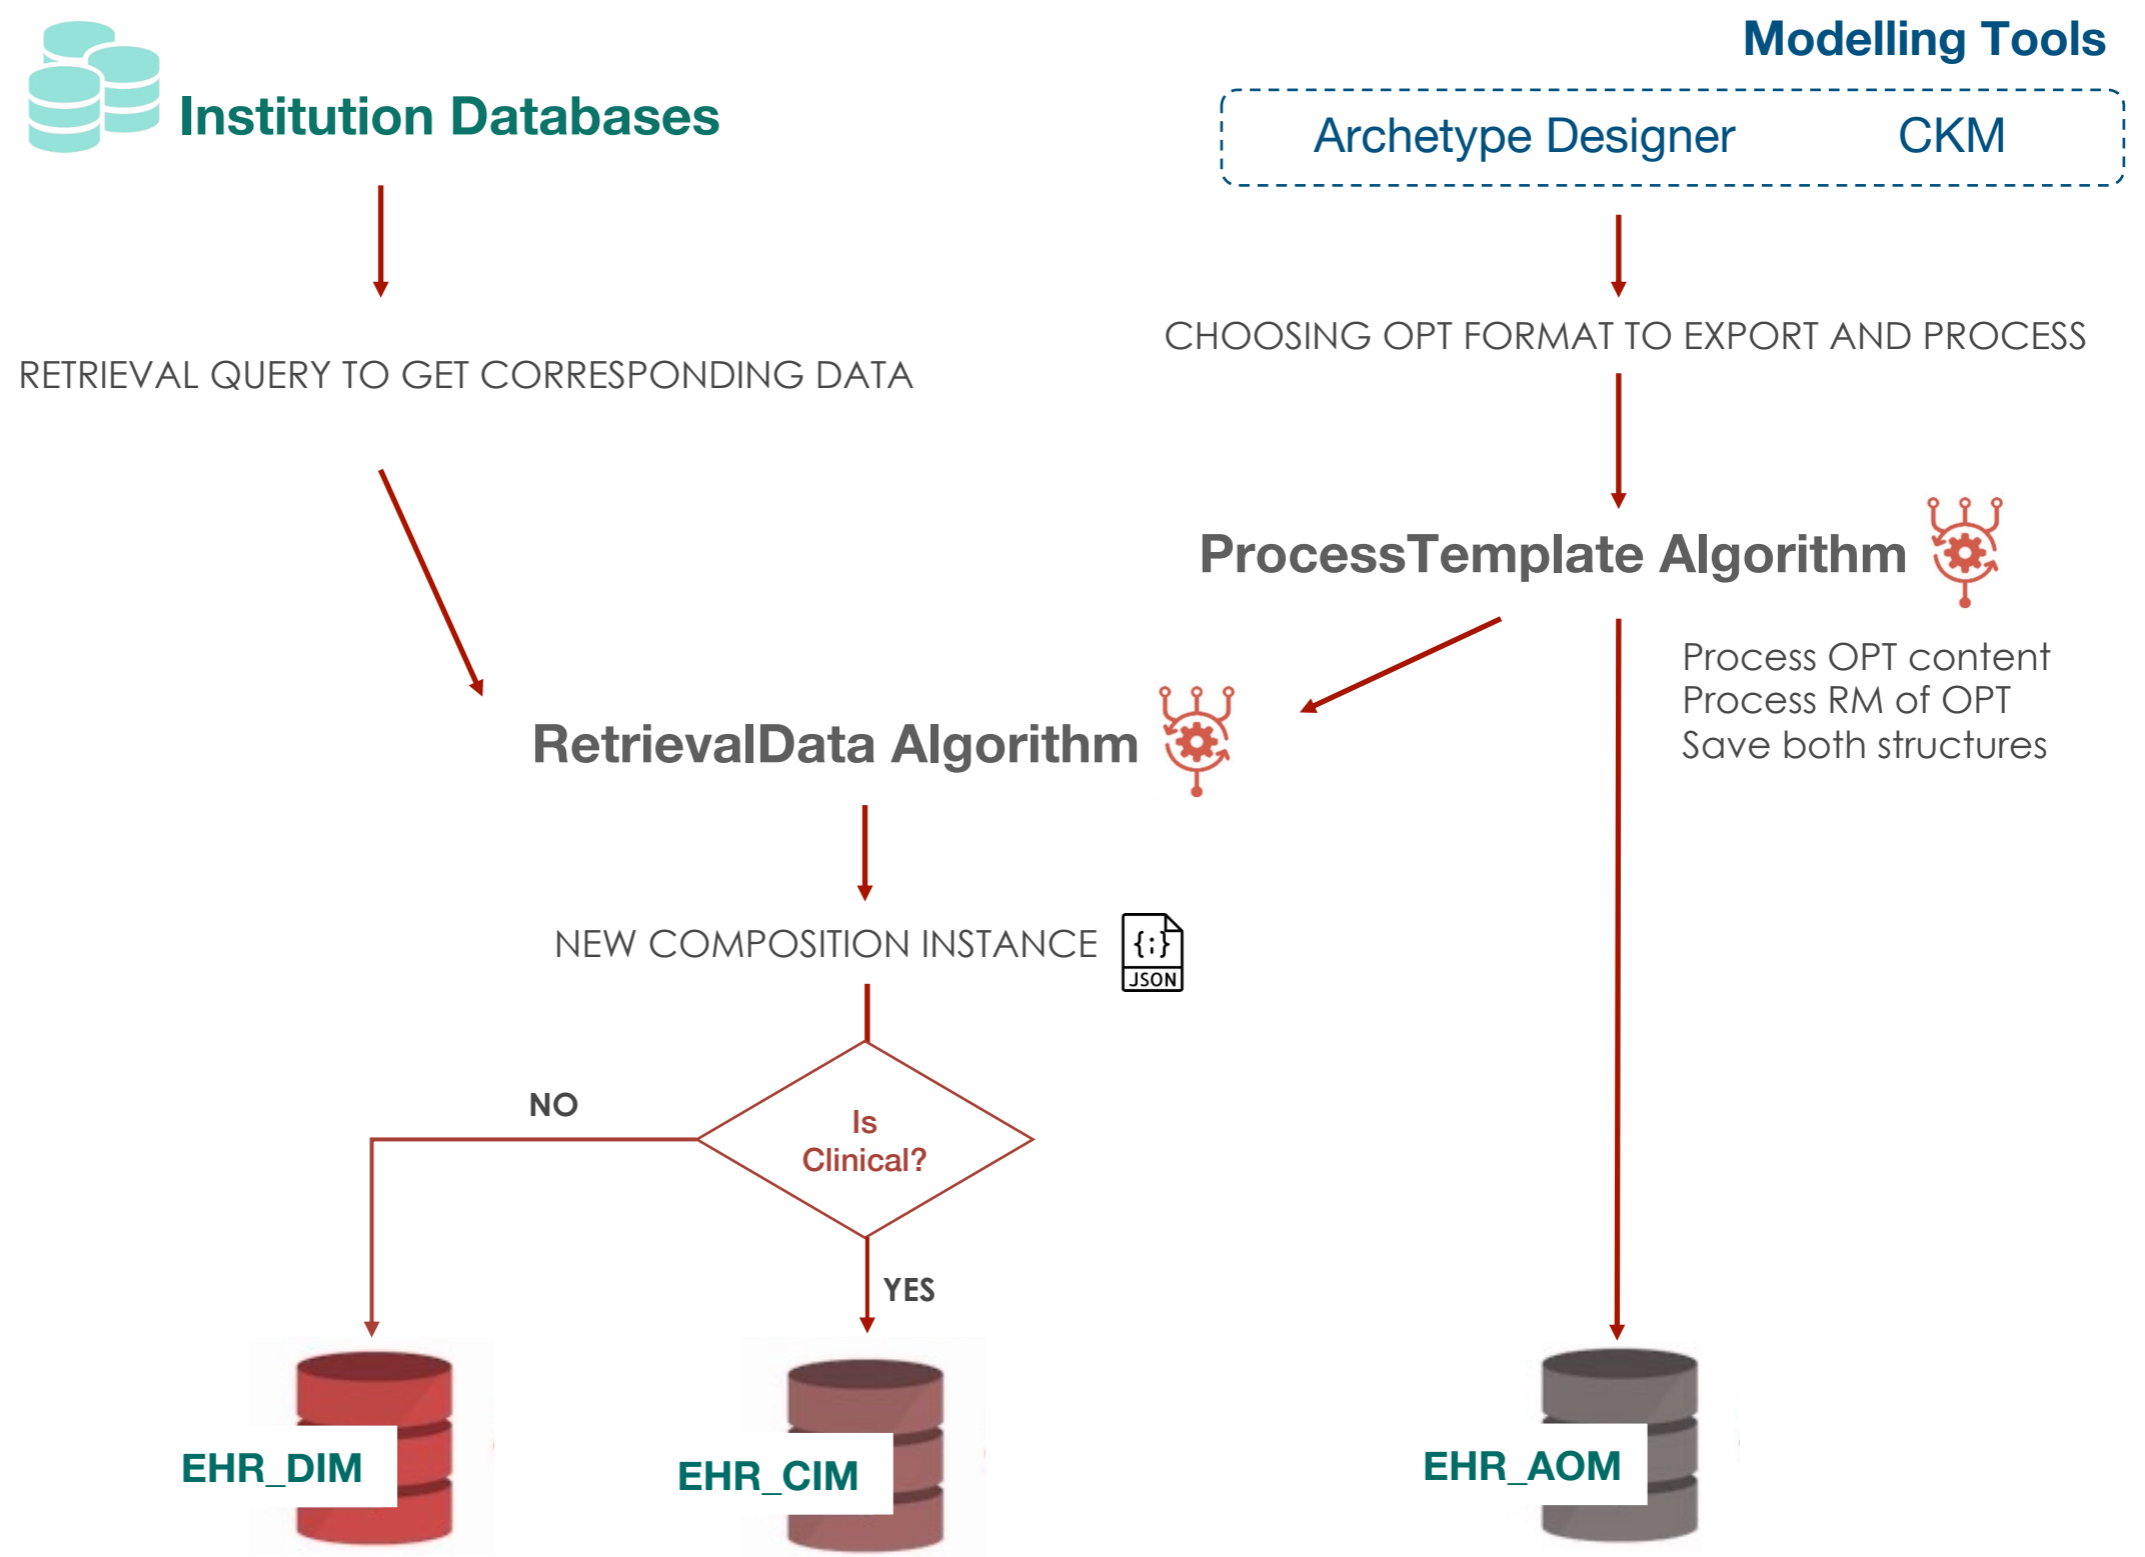 Modelling Tools
Institution Databases
Archetype Designer
CKM
CHOOSING OPT FORMAT TO EXPORT AND PROCESS
RETRIEVAL QUERY TO GET CORRESPONDING DATA
ProcessTemplate Algorithm
Process OPT content
Process RM of OPT
Save both structures
RetrievalData Algorithm
NEW COMPOSITION INSTANCE
{;}
JSON
NO
Is
Clinical?
YES
EHR_DIM
EHR_CIM
EHR_AOM